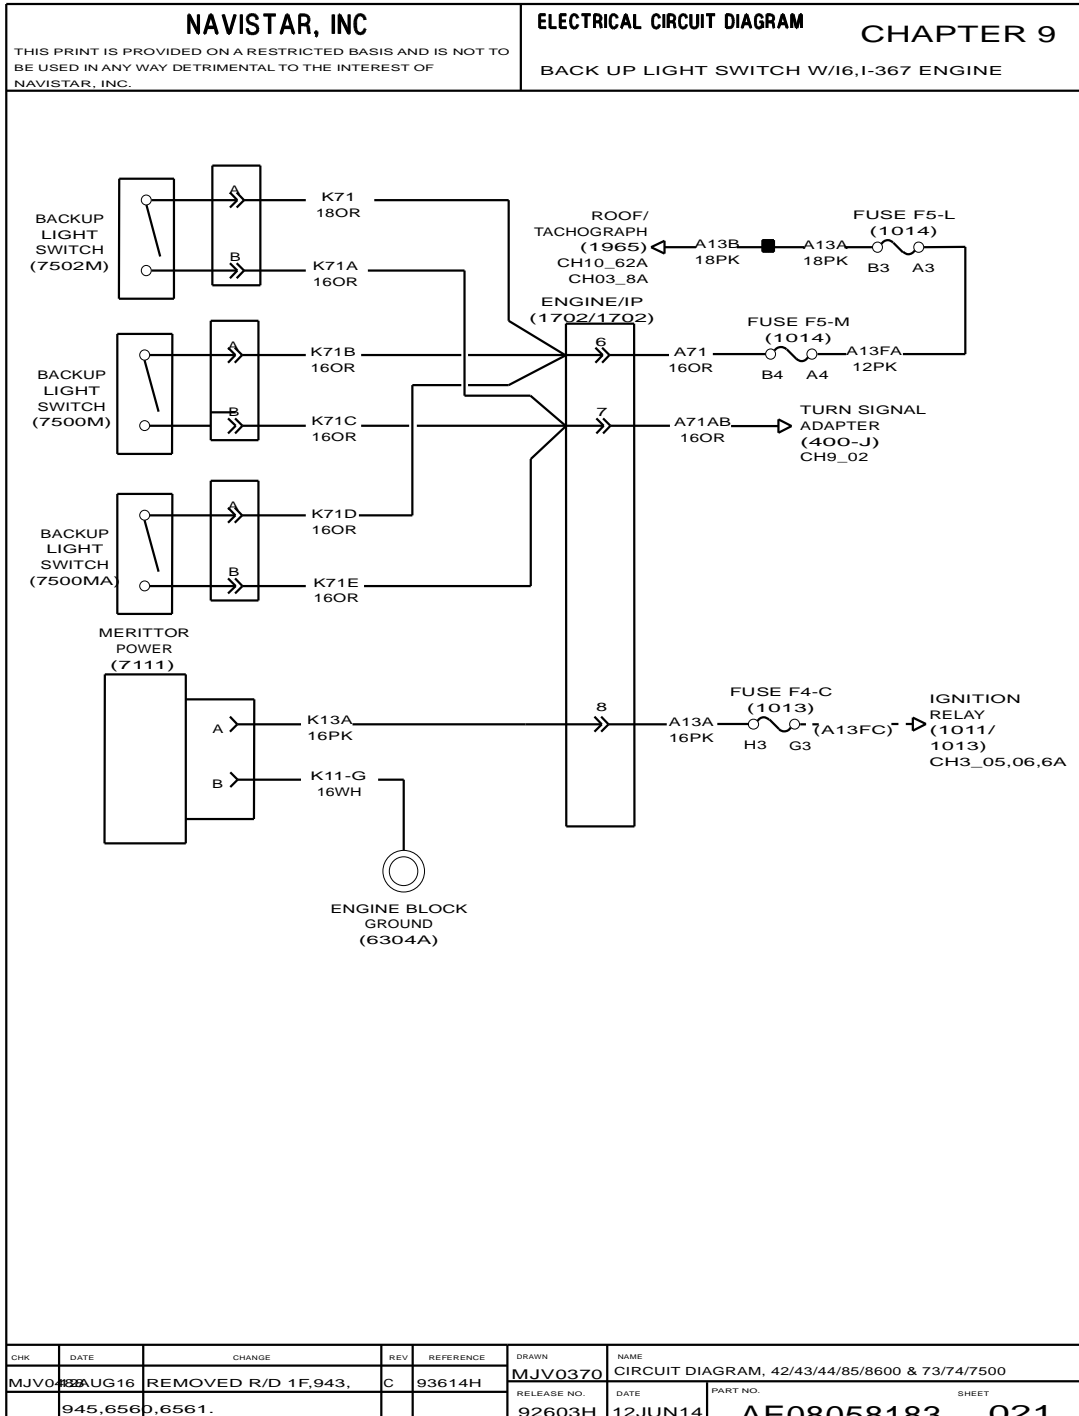 NAVISTAR, INC
THIS PRINT IS PROVIDED ON A RESTRICTED BASIS AND IS NOT TO
BE USED IN ANY WAY DETRIMENTAL TO THE INTEREST OF
NAVISTAR, INC.
ELECTRICAL CIRCUIT DIAGRAM
CHAPTER 9
BACK UP LIGHT SWITCH W/I6,I-367 ENGINE
BACKUP
LIGHT
SWITCH
(7502M)
A
B
K71
18OR
K71A
16OR
ROOF/
TACHOGRAPH
(1965)
CH10_62A
CH03_8A
A13B
18PK
A13A
18PK
FUSE F5-L
(1014)
B3 A3
ENGINE/IP
(1702/1702)
BACKUP
LIGHT
SWITCH
(7500M)
A
B
K71B
16OR
K71C
16OR
6
7
A71
16OR
FUSE F5-M
(1014)
B4 A4
A13FA
12PK
A71AB
16OR
TURN SIGNAL
ADAPTER
(400-J)
CH9_02
BACKUP
LIGHT
SWITCH
(7500MA)
A
B
K71D
16OR
K71E
16OR
MERITTOR
POWER
(7111)
A
B
K13A
16PK
K11-G
16WH
8
A13A
16PK
FUSE F4-C
(1013)
H3 G3
(A13FC)
IGNITION
RELAY
(1011/
1013)
CH3_05,06,6A
ENGINE BLOCK
GROUND
(6304A)
CHK DATE CHANGE REV REFERENCE
12AUG16 REMOVED R/D 1F,943, C 93614H
945,6560,6561.
DRAWN
MJV0370
NAME
CIRCUIT DIAGRAM, 42/43/44/85/8600 & 73/74/7500
RELEASE NO. DATE PART NO. SHEET
92603H 12JUN14 AE08058183 021